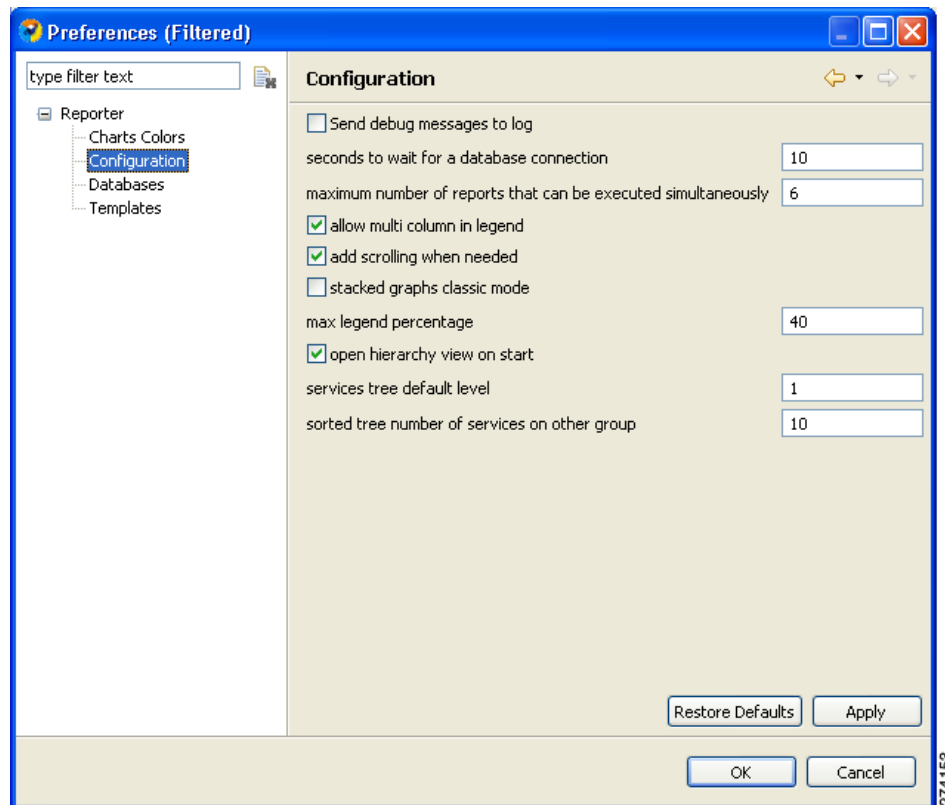 Preferences (Filtered)
type filter text
Reporter
Charts Colors
Configuration
Databases
Templates
Configuration
Send debug messages to log
seconds to wait for a database connection 10
maximum number of reports that can be executed simultaneously 6
allow multi column in legend
add scrolling when needed
stacked graphs classic mode
max legend percentage 40
open hierarchy view on start
services tree default level 1
sorted tree number of services on other group 10
Restore Defaults Apply
OK Cancel